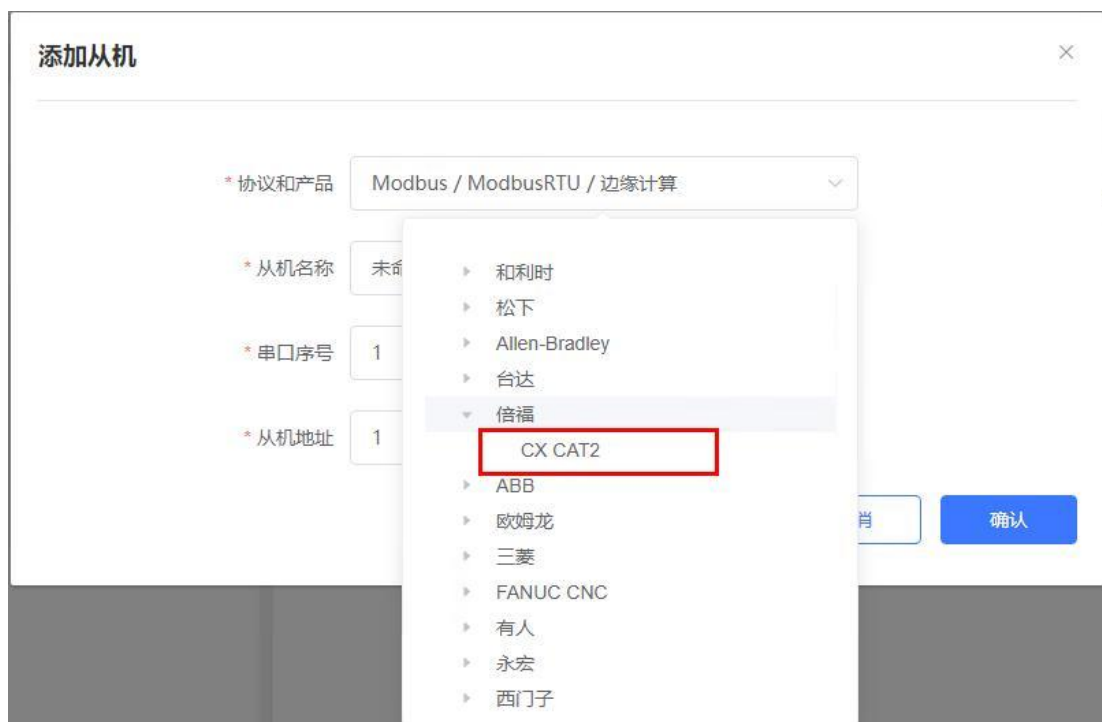 添加从机
* 协议和产品
Modbus / ModbusRTU / 边缘计算
* 从机名称
未
* 串口序号
1
* 从机地址
1
和利时
松下
Allen-Bradley
台达
倍福
CX CAT2
ABB
欧姆龙
三菱
FANUC CNC
有人
永宏
西门子
确认